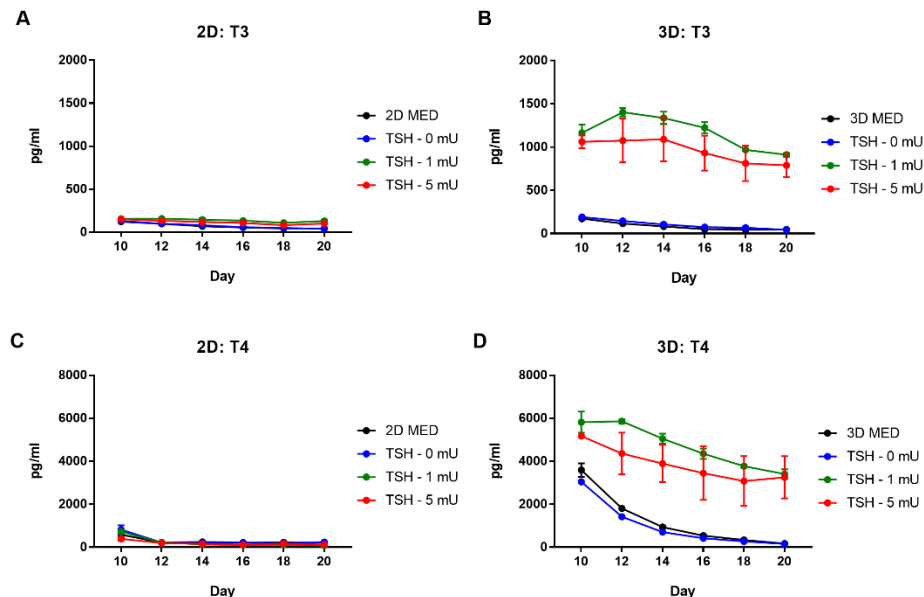 A
2D: T3
2000
1500
1000
500
0
pg/ml
10 12 14 16 18 20
Day
2D MED
TSH - 0 mU
TSH - 1 mU
TSH - 5 mU
B
3D: T3
2000
1500
1000
500
0
pg/ml
10 12 14 16 18 20
Day
3D MED
TSH - 0 mU
TSH - 1 mU
TSH - 5 mU
C
2D: T4
8000
6000
4000
2000
0
pg/ml
10 12 14 16 18 20
Day
2D MED
TSH - 0 mU
TSH - 1 mU
TSH - 5 mU
D
3D: T4
8000
6000
4000
2000
0
pg/ml
10 12 14 16 18 20
Day
3D MED
TSH - 0 mU
TSH - 1 mU
TSH - 5 mU